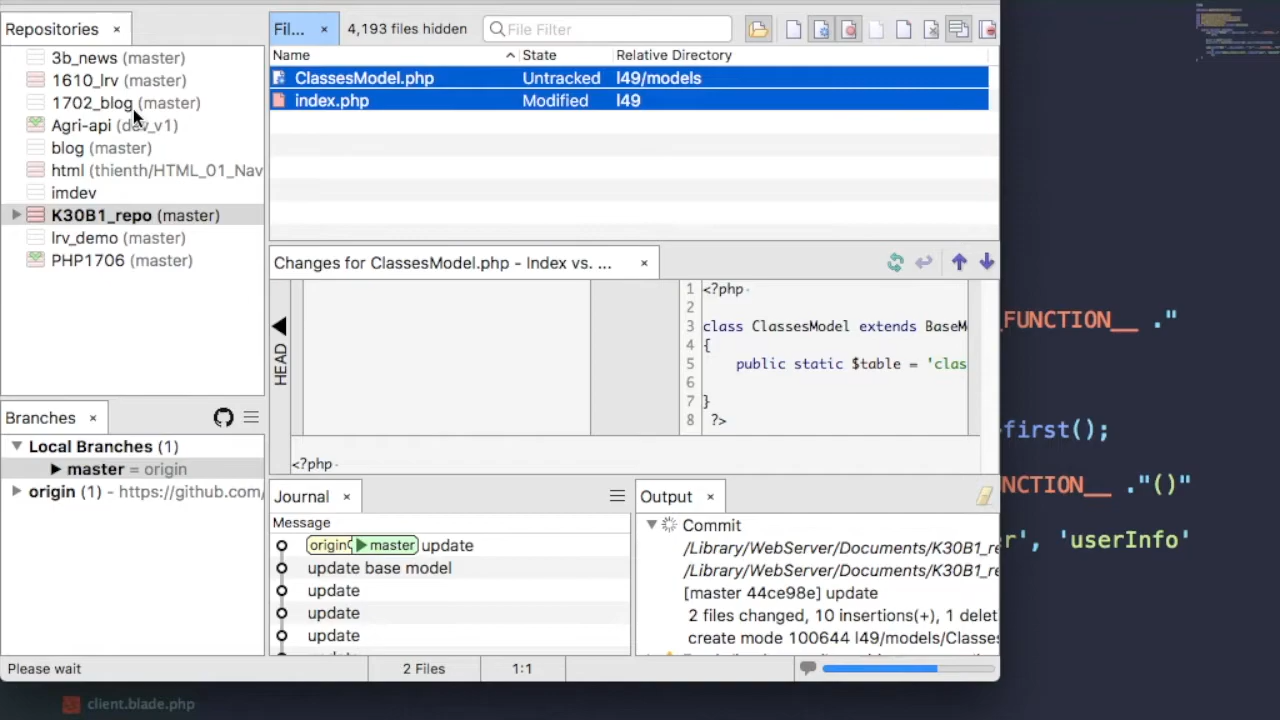 Repositories ×
3b_news (master)
1610_lrv (master)
1702_blog (master)
Agri-api (dev_v1)
blog (master)
html (thienth/HTML_01_Nav
imdev
K30B1_repo (master)
lrv_demo (master)
PHP1706 (master)
Branches ×
Local Branches (1)
master = origin
origin (1) - https://github.com/
Please wait
Fil... ×
4,193 files hidden
File Filter
Name State Relative Directory
ClassesModel.php Untracked l49/models
index.php Modified l49
Changes for ClassesModel.php - Index vs. ... ×
HEAD
1 <?php
2
3 class ClassesModel extends BaseM
4 {
5 public static $table = 'clas
6
7 }
8 ?>
<?php
Journal ×
Message
origin master update
update base model
update
update
update
Output ×
Commit
/Library/WebServer/Documents/K30B1_re
/Library/WebServer/Documents/K30B1_re
[master 44ce98e] update
2 files changed, 10 insertions(+), 1 delet
create mode 100644 l49/models/Classes
2 Files
1:1
_FUNCTION__ ."
first();
NCTION__ ."()"
r', 'userInfo'
client.blade.php